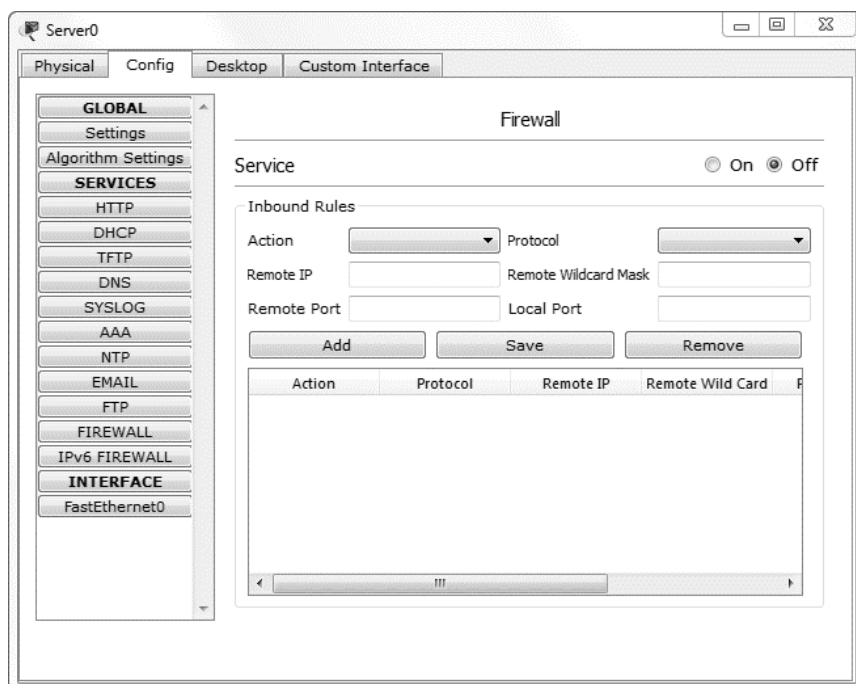 Server0
Physical Config Desktop Custom Interface
GLOBAL
Settings
Algorithm Settings
SERVICES
HTTP
DHCP
TFTP
DNS
SYSLOG
AAA
NTP
EMAIL
FTP
FIREWALL
IPv6 FIREWALL
INTERFACE
FastEthernet0
Firewall
Service On Off
Inbound Rules
Action Protocol
Remote IP Remote Wildcard Mask
Remote Port Local Port
Add Save Remove
Action Protocol Remote IP Remote Wild Card